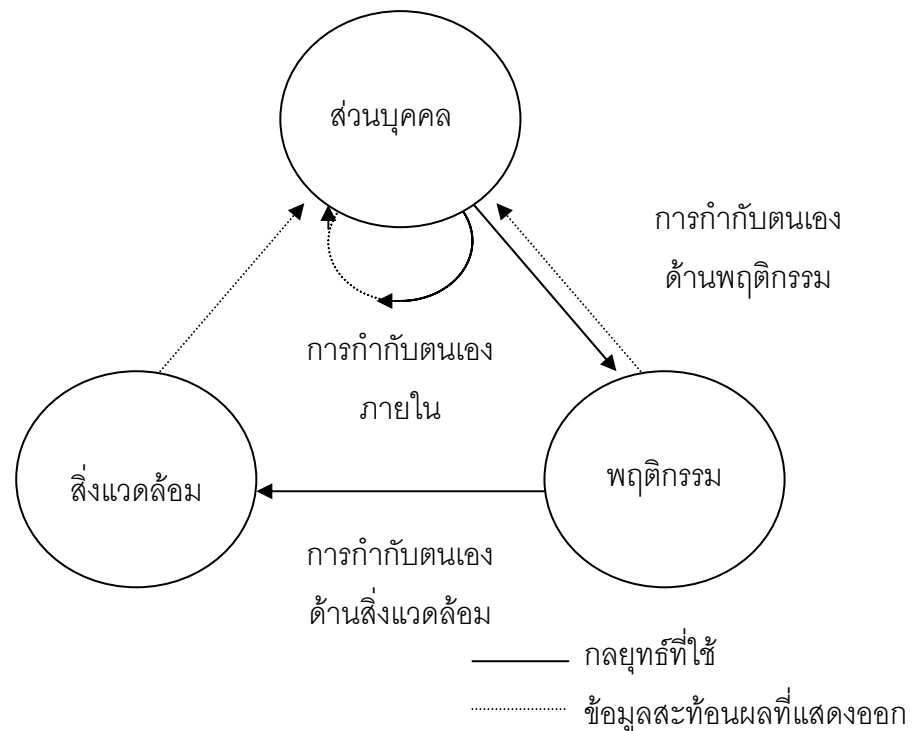 ส่วนบุคคล
การกำกับตนเอง
ด้านพฤติกรรม
การกำกับตนเอง
ภายใน
สิ่งแวดล้อม
พฤติกรรม
การกำกับตนเอง
ด้านสิ่งแวดล้อม
กลยุทธ์ที่ใช้
ข้อมูลสะท้อนผลที่แสดงออก